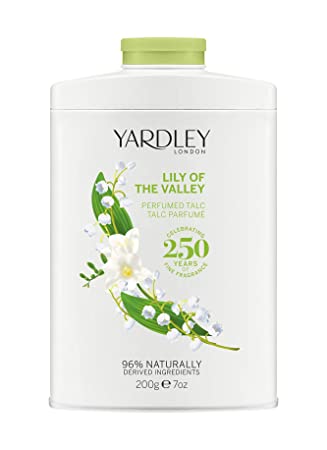 YARDLEY
LONDON
LILY OF
THE VALLEY
PERFUMED TALC
TALC PARFUMÉ
CELEBRATING
250
YEARS OF
FINE FRAGRANCE
96% NATURALLY
DERIVED INGREDIENTS
200g ℮ 7oz